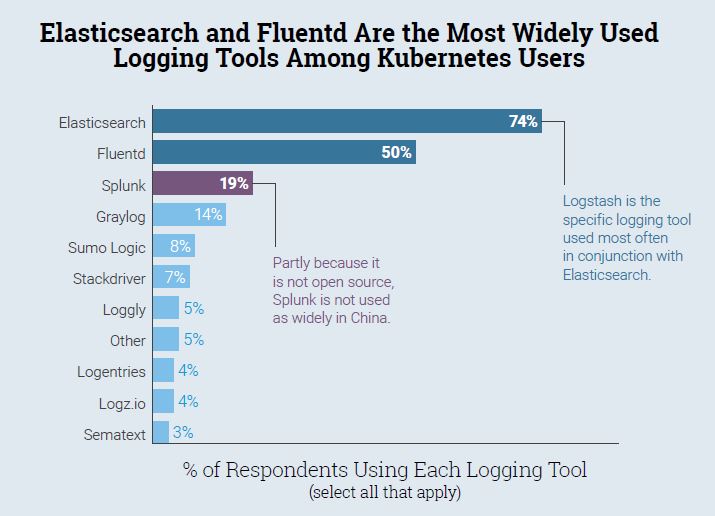 Elasticsearch and Fluentd Are the Most Widely Used
Logging Tools Among Kubernetes Users
Elasticsearch 74%
Fluentd 50%
Splunk 19%
Graylog 14%
Sumo Logic 8%
Stackdriver 7%
Loggly 5%
Other 5%
Logentries 4%
Logz.io 4%
Sematext 3%
Logstash is the
specific logging tool
used most often
in conjunction with
Elasticsearch.
Partly because it
is not open source,
Splunk is not used
as widely in China.
% of Respondents Using Each Logging Tool
(select all that apply)